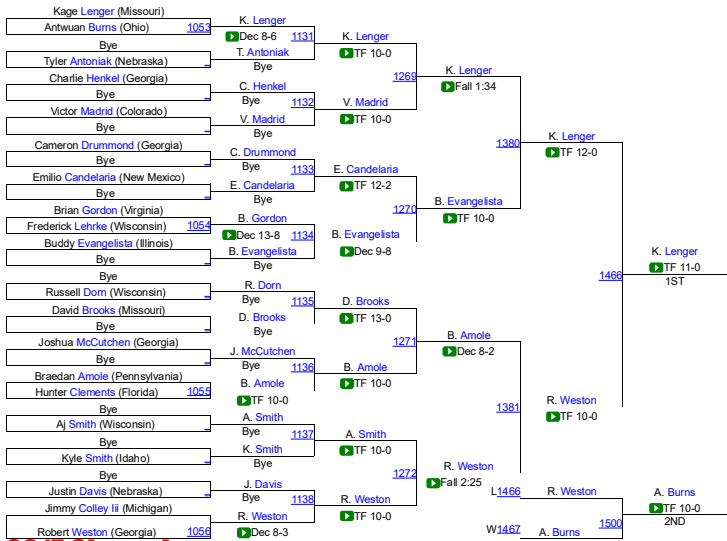 Kage Lenger (Missouri)
Antwuan Burns (Ohio) 1053
Bye
Tyler Antoniak (Nebraska)
Charlie Henkel (Georgia)
Bye
Victor Madrid (Colorado)
Bye
Cameron Drummond (Georgia)
Bye
Emilio Candelaria (New Mexico)
Bye
Brian Gordon (Virginia)
Frederick Lehrke (Wisconsin) 1054
Buddy Evangelista (Illinois)
Bye
Bye
Russell Dorn (Wisconsin)
David Brooks (Missouri)
Bye
Joshua McCutchen (Georgia)
Bye
Braedan Amole (Pennsylvania)
Hunter Clements (Florida) 1055
Bye
Aj Smith (Wisconsin)
Bye
Kyle Smith (Idaho)
Bye
Justin Davis (Nebraska)
Jimmy Colley Iii (Michigan)
Robert Weston (Georgia) 1056
K. Lenger
Dec 8-6 1131
T. Antoniak
Bye
C. Henkel
Bye 1132
V. Madrid
Bye
C. Drummond
Bye 1133
E. Candelaria
Bye
B. Gordon
Dec 13-8 1134
B. Evangelista
Bye
R. Dorn
Bye 1135
D. Brooks
Bye
J. McCutchen
Bye 1136
B. Amole
TF 10-0
A. Smith
Bye 1137
K. Smith
Bye
J. Davis
Bye 1138
R. Weston
Dec 8-3
K. Lenger
TF 10-0
1269
V. Madrid
TF 10-0
E. Candelaria
TF 12-2
1270
B. Evangelista
Dec 9-8
D. Brooks
TF 13-0
1271
B. Amole
TF 10-0
A. Smith
TF 10-0
1272
R. Weston
TF 10-0
K. Lenger
Fall 1:34
1380
B. Evangelista
TF 10-0
B. Amole
Dec 8-2
1381
R. Weston
Fall 2:25
K. Lenger
TF 12-0
1466
R. Weston
TF 10-0
K. Lenger
TF 11-0
1ST
L1466 R. Weston
1500
W1467 A. Burns
A. Burns
TF 10-0
2ND